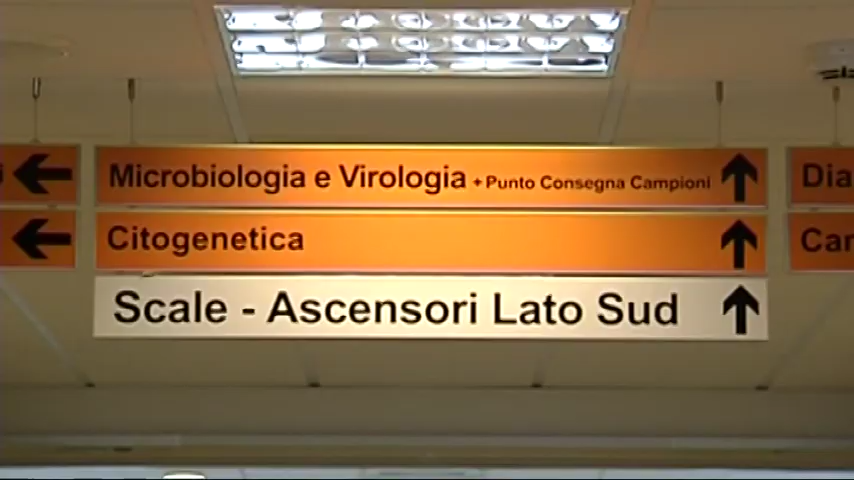 Microbiologia e Virologia + Punto Consegna Campioni
Citogenetica
Scale - Ascensori Lato Sud